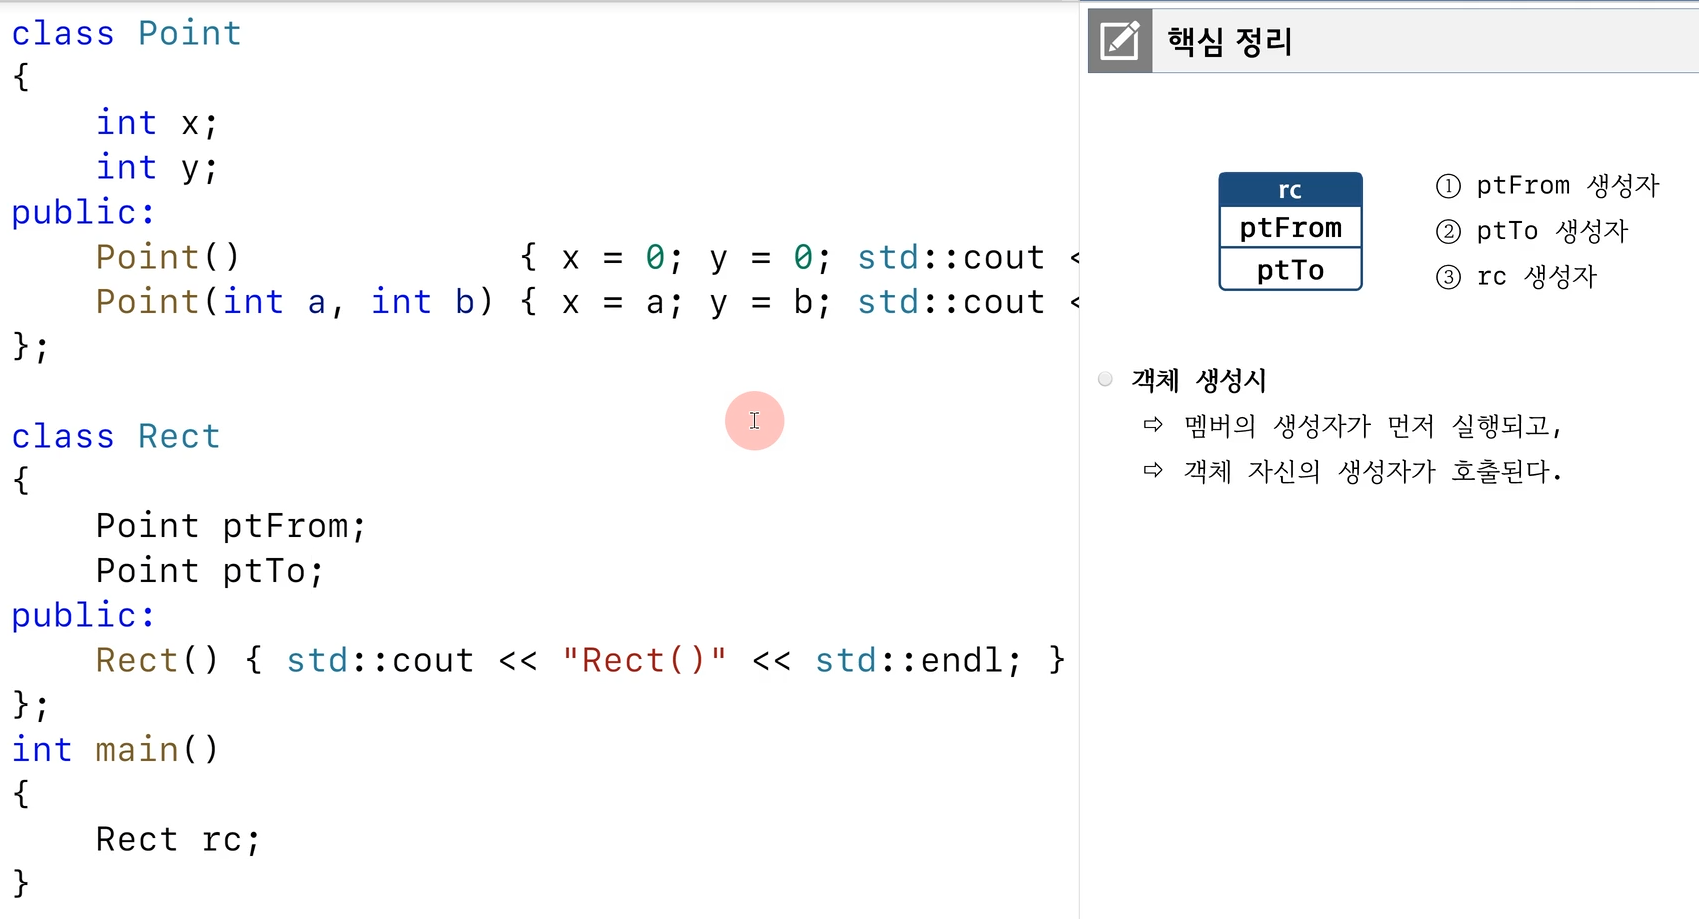 class Point
{
    int x;
    int y;
public:
    Point()             { x = 0; y = 0; std::cout <
    Point(int a, int b) { x = a; y = b; std::cout <
};
class Rect
{
    Point ptFrom;
    Point ptTo;
public:
    Rect() { std::cout << "Rect()" << std::endl; }
};
int main()
{
    Rect rc;
}
핵심 정리
rc
ptFrom
ptTo
① ptFrom 생성자
② ptTo 생성자
③ rc 생성자
객체 생성시
⇨ 멤버의 생성자가 먼저 실행되고,
⇨ 객체 자신의 생성자가 호출된다.